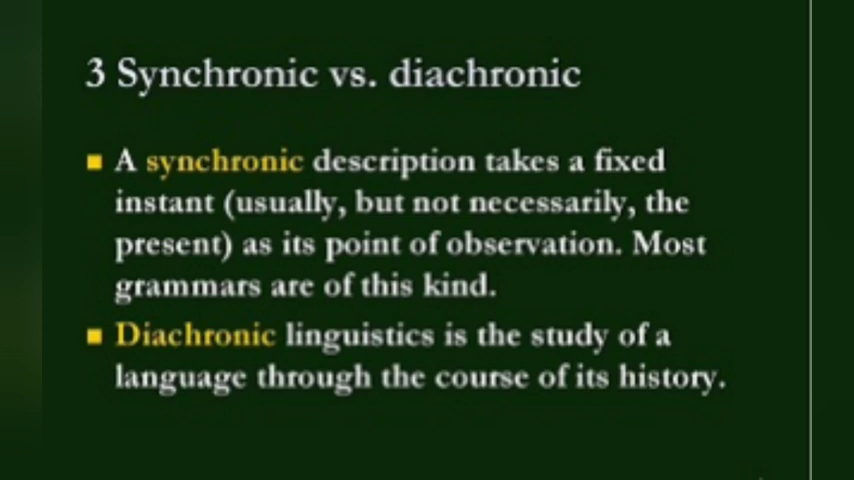 3 Synchronic vs. diachronic
A synchronic description takes a fixed
instant (usually, but not necessarily, the
present) as its point of observation. Most
grammars are of this kind.
Diachronic linguistics is the study of a
language through the course of its history.